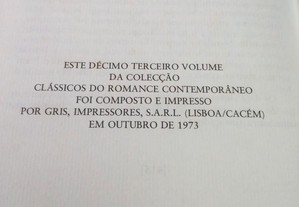 ESTE DÉCIMO TERCEIRO VOLUME
DA COLECÇÃO
CLÁSSICOS DO ROMANCE CONTEMPORÂNEO
FOI COMPOSTO E IMPRESSO
POR GRIS, IMPRESSORES, S.A.R.L. (LISBOA/CACÉM)
EM OUTUBRO DE 1973